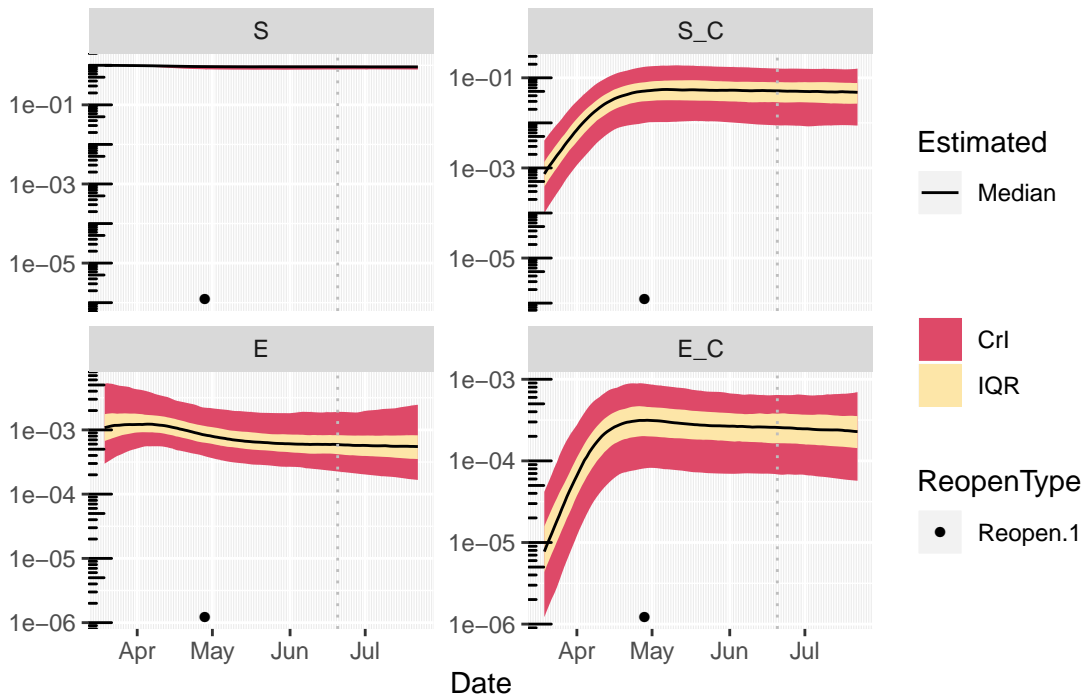 S
S_C
1e−01
1e−03
1e−05
1e−01
1e−03
1e−05
E
E_C
1e−03
1e−04
1e−05
1e−06
1e−03
1e−04
1e−05
1e−06
Apr May Jun Jul
Apr May Jun Jul
Date
Estimated
Median
CrI
IQR
ReopenType
Reopen.1